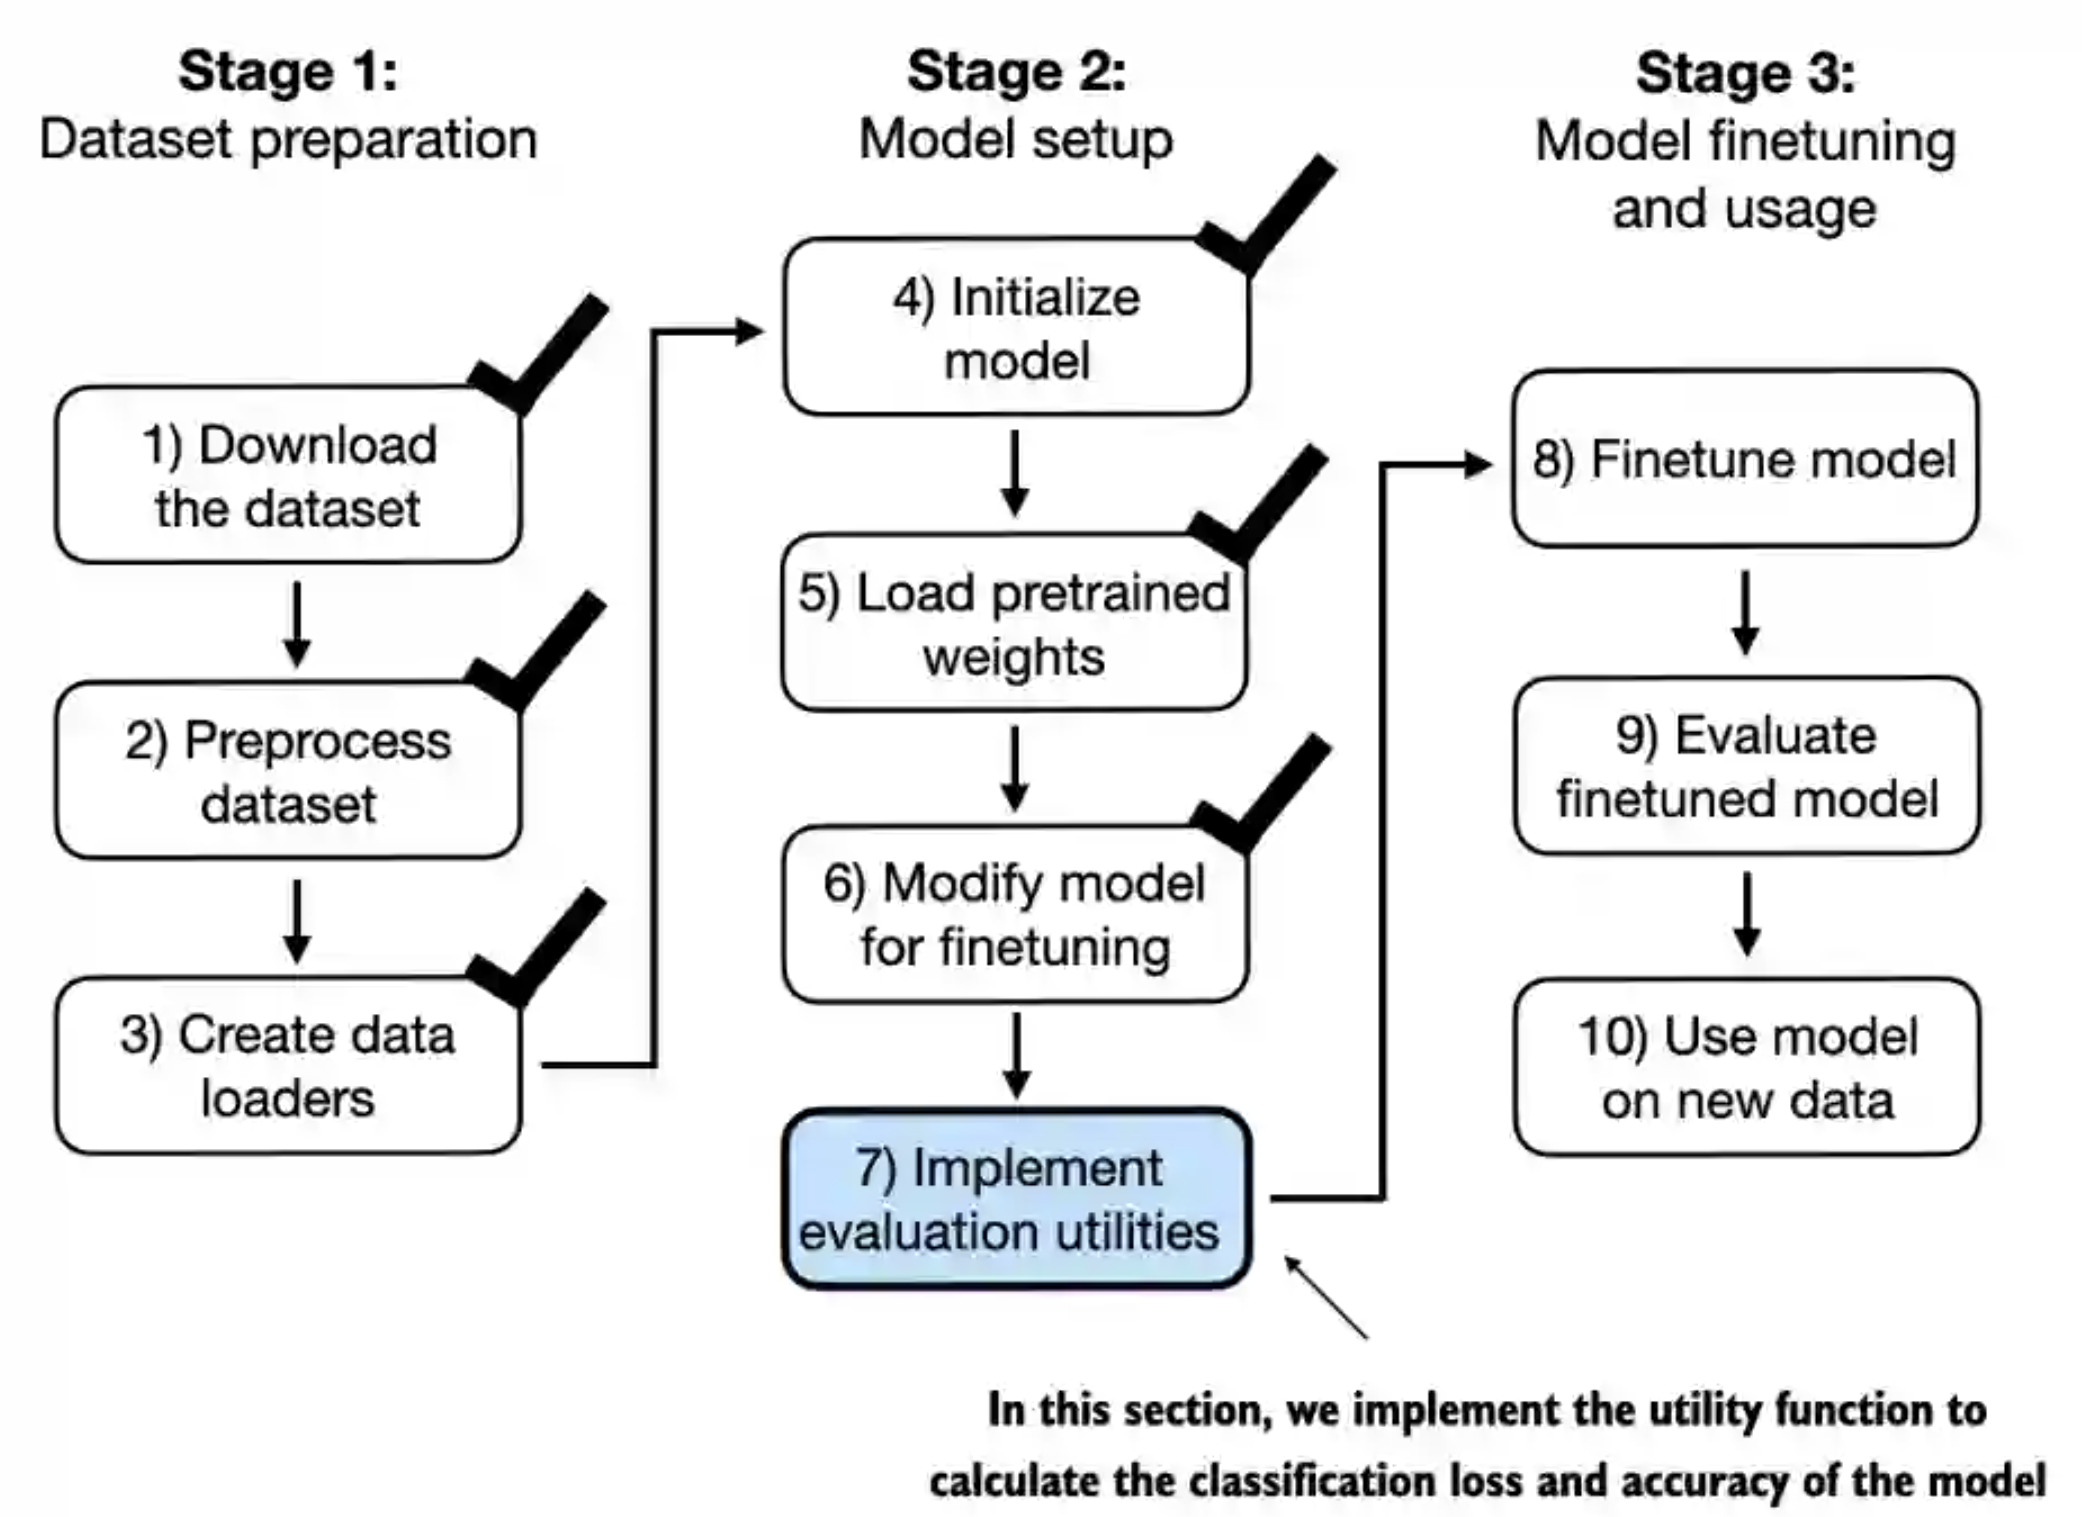 Stage 1:
Dataset preparation
1) Download
the dataset
2) Preprocess
dataset
3) Create data
loaders
Stage 2:
Model setup
4) Initialize
model
5) Load pretrained
weights
6) Modify model
for finetuning
7) Implement
evaluation utilities
Stage 3:
Model finetuning
and usage
8) Finetune model
9) Evaluate
finetuned model
10) Use model
on new data
In this section, we implement the utility function to
calculate the classification loss and accuracy of the model